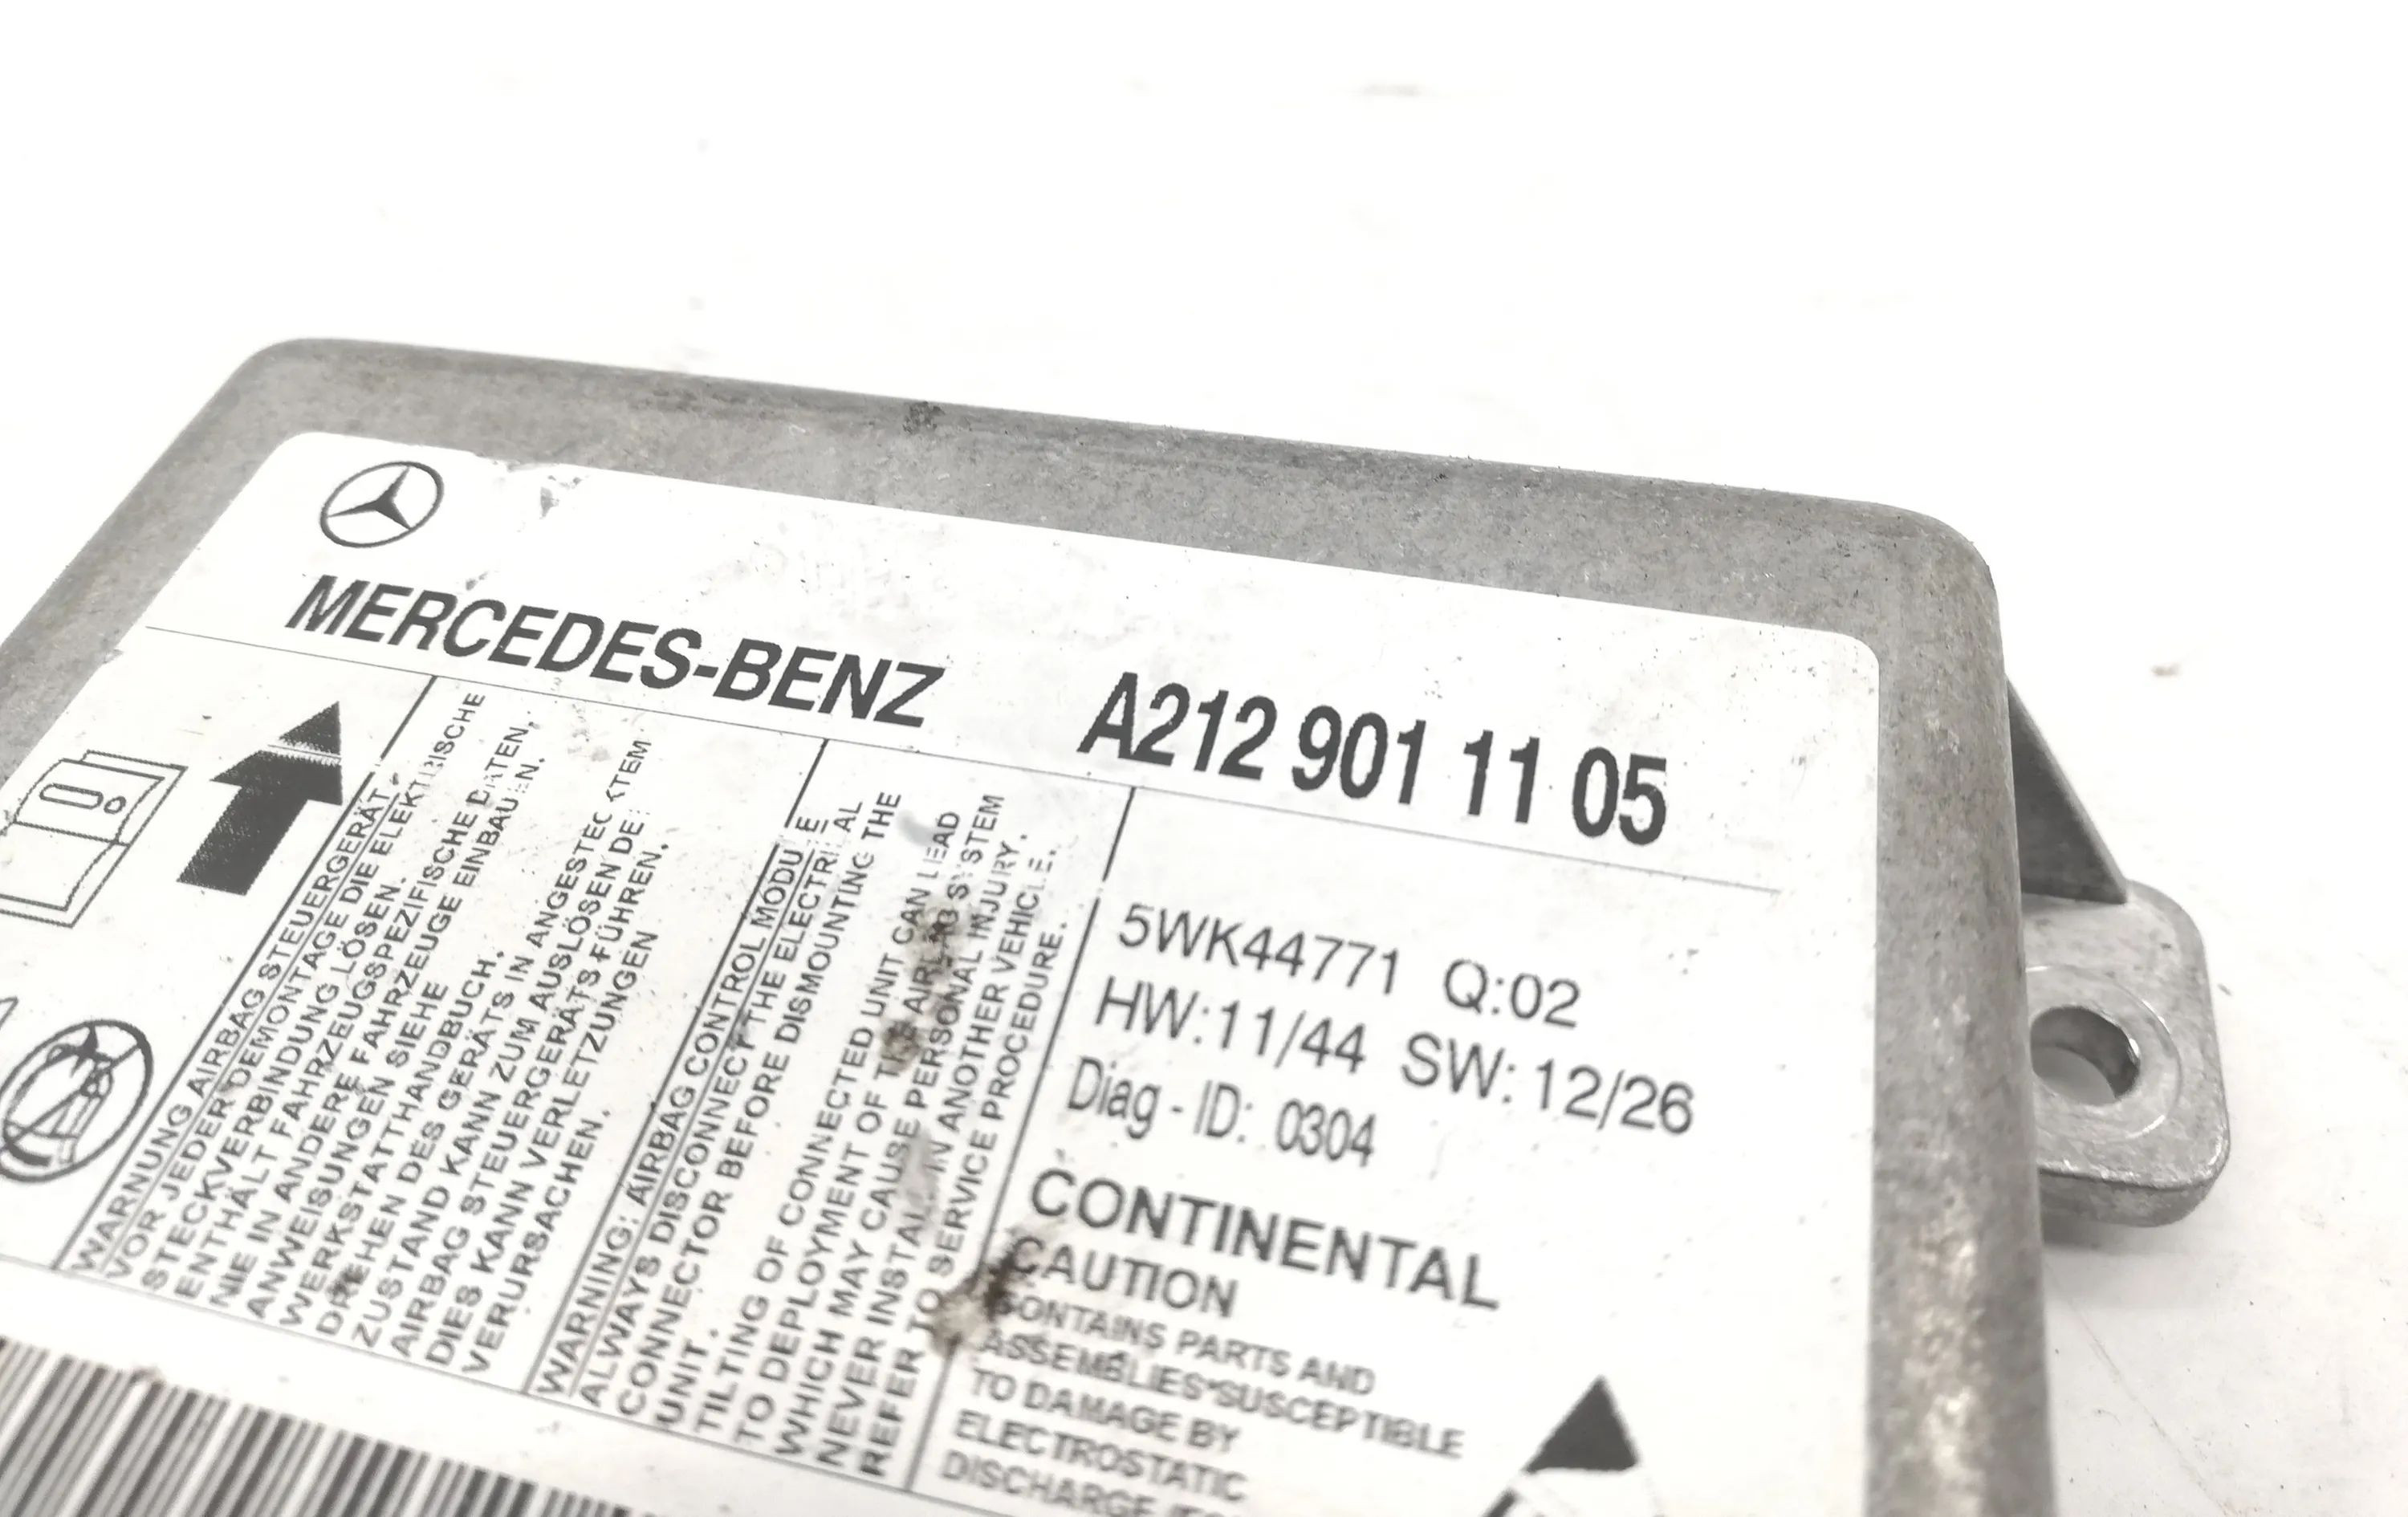 MERCEDES-BENZ
A212 901 11 05
WARNUNG AIRBAG STEUERGERÄT
VOR JEDER DEMONTAGE DIE ELEKTRISCHE
STECKVERBINDUNG LÖSEN.
ENTHÄLT FAHRZEUGSPEZIFISCHE DATEN,
NIE IN ANDERE FAHRZEUGE EINBAUEN.
ANWEISUNGEN SIEHE
WERKSTATTHANDBUCH.
DREHEN DES GERÄTS IN ANGESTECKTEM
ZUSTAND KANN ZUM AUSLÖSEN DES
AIRBAG STEUERGERÄTS FÜHREN,
DIES KANN VERLETZUNGEN
VERURSACHEN.
WARNING: AIRBAG CONTROL MODULE
ALWAYS DISCONNECT THE ELECTRICAL
CONNECTOR BEFORE DISMOUNTING THE
UNIT.
TILTING OF CONNECTED UNIT CAN LEAD
TO DEPLOYMENT OF THE AIRBAG SYSTEM
WHICH MAY CAUSE PERSONAL INJURY.
NEVER INSTALL IN ANOTHER VEHICLE.
REFER TO SERVICE PROCEDURE.
5WK44771 Q:02
HW:11/44 SW:12/26
Diag - ID: 0304
CONTINENTAL
CAUTION
CONTAINS PARTS AND
ASSEMBLIES SUSCEPTIBLE
TO DAMAGE BY
ELECTROSTATIC
DISCHARGE